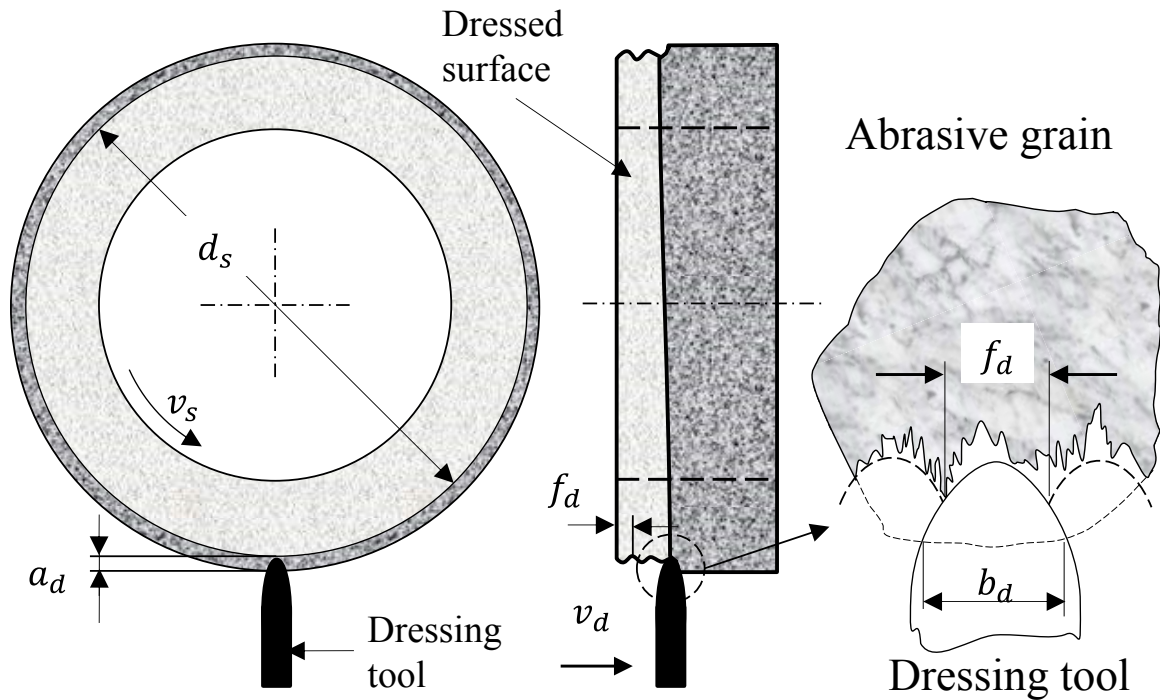 Dressed
surface
Abrasive grain
d_s
f_d
v_s
f_d
a_d
b_d
v_d
Dressing
tool
Dressing tool